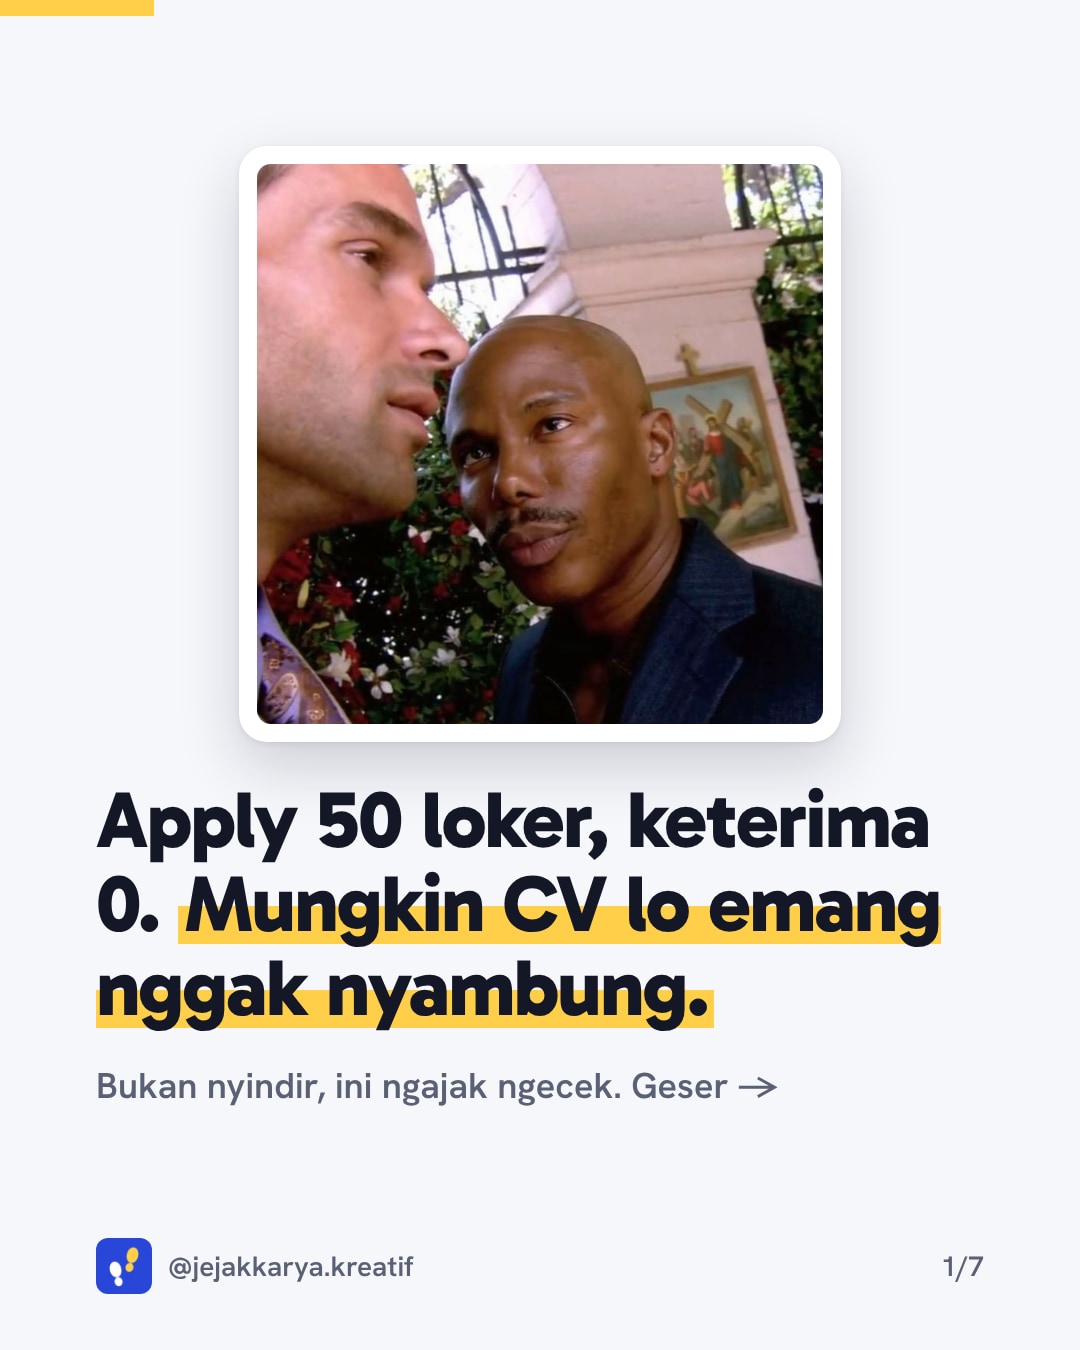 Apply 50 loker, keterima
0. Mungkin CV lo emang
nggak nyambung.
Bukan nyindir, ini ngajak ngecek. Geser →
@jejakkarya.kreatif
1/7